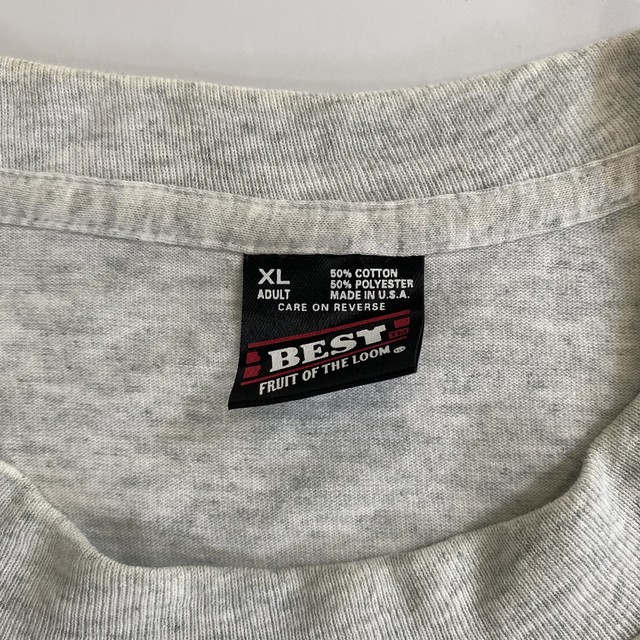 XL
ADULT
50% COTTON
50% POLYESTER
MADE IN U.S.A.
CARE ON REVERSE
BEST
FRUIT OF THE LOOM